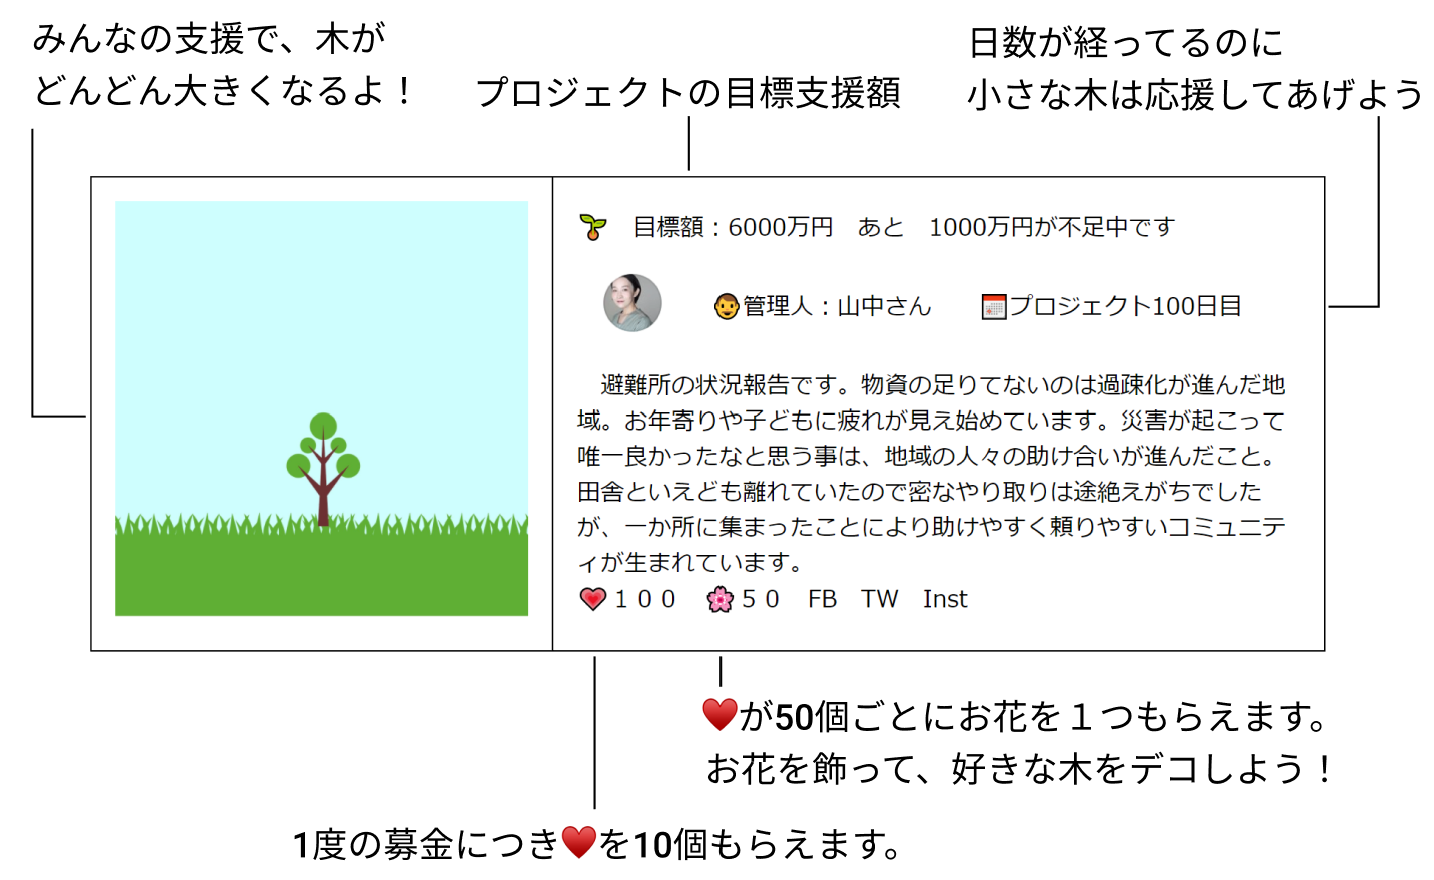 みんなの支援で、木が
どんどん大きくなるよ！
プロジェクトの目標支援額
日数が経ってるのに
小さな木は応援してあげよう
目標額：6000万円　あと　1000万円が不足中です
管理人：山中さん
プロジェクト100日目
避難所の状況報告です。物資の足りてないのは過疎化が進んだ地
域。お年寄りや子どもに疲れが見え始めています。災害が起こって
唯一良かったなと思う事は、地域の人々の助け合いが進んだこと。
田舎といえども離れていたので密なやり取りは途絶えがちでした
が、一か所に集まったことにより助けやすく頼りやすいコミュニテ
ィが生まれています。
１００　５０　FB　TW　Inst
♥が50個ごとにお花を１つもらえます。
お花を飾って、好きな木をデコしよう！
1度の募金につき♥を10個もらえます。